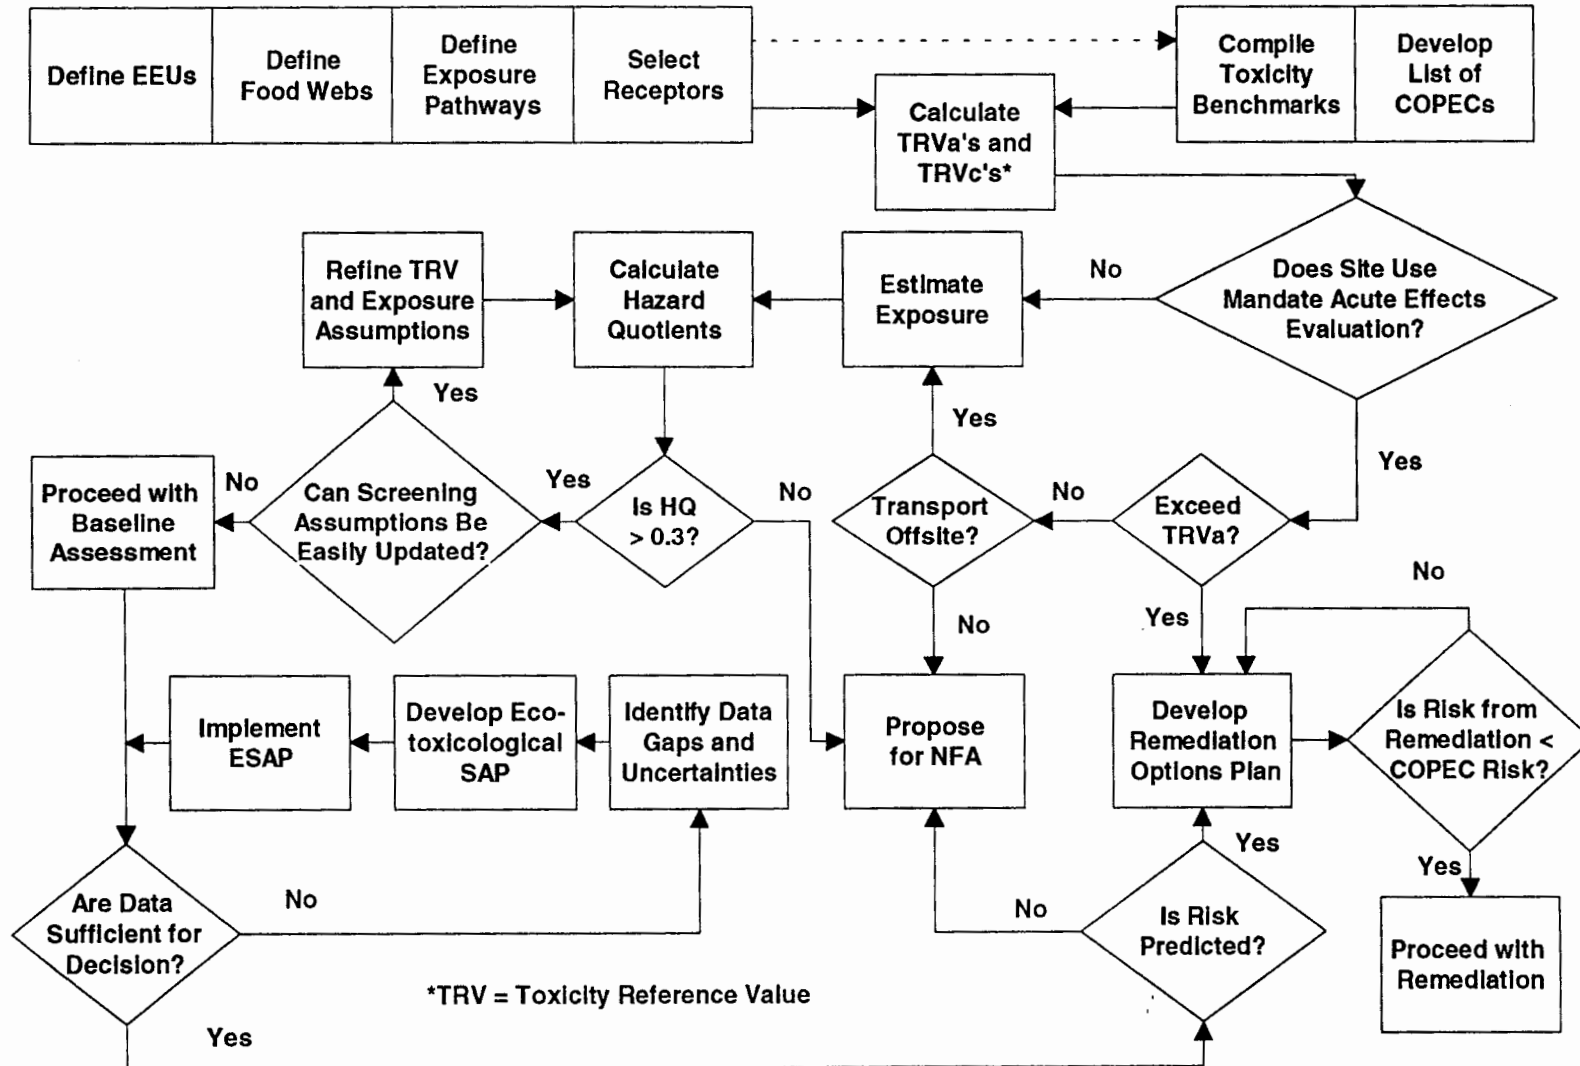 Define EEUs
Define
Food Webs
Define
Exposure
Pathways
Select
Receptors
Compile
Toxicity
Benchmarks
Develop
List of
COPECs
Calculate
TRVa's and
TRVc's*
Refine TRV
and Exposure
Assumptions
Calculate
Hazard
Quotients
Estimate
Exposure
No
Does Site Use
Mandate Acute Effects
Evaluation?
Yes
Yes
Yes
Proceed with
Baseline
Assessment
No
Can Screening
Assumptions Be
Easily Updated?
Yes
Is HQ
> 0.3?
No
Transport
Offsite?
No
Exceed
TRVa?
No
No
Yes
Implement
ESAP
Develop Eco-
toxicological
SAP
Identify Data
Gaps and
Uncertainties
Propose
for NFA
Develop
Remediation
Options Plan
Is Risk from
Remediation <
COPEC Risk?
Yes
Yes
Are Data
Sufficient for
Decision?
No
No
Is Risk
Predicted?
Proceed with
Remediation
*TRV = Toxicity Reference Value
Yes